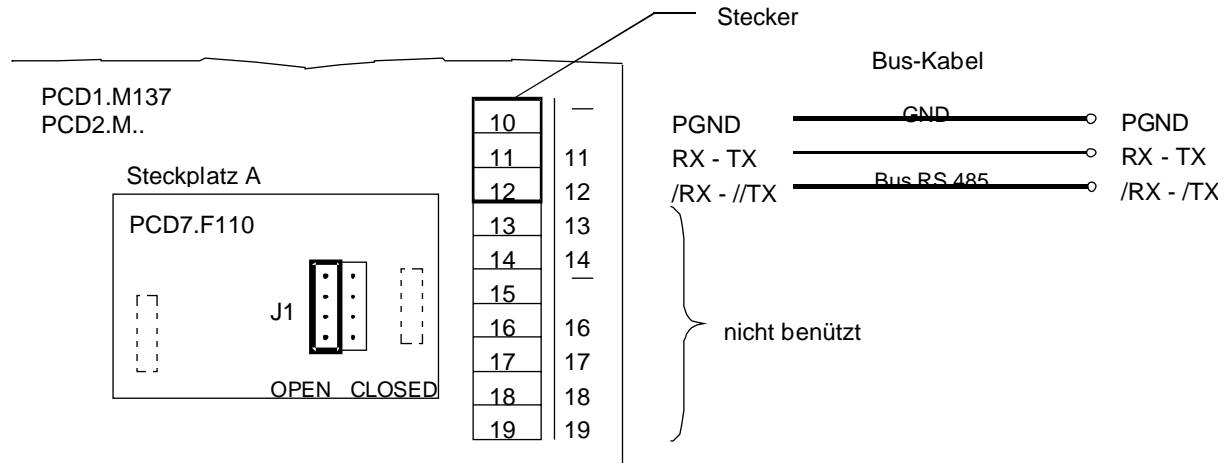 Stecker
Bus-Kabel
PCD1.M137
PCD2.M..
Steckplatz A
PCD7.F110
J1
OPEN CLOSED
10 —
11 11
12 12
13 13
14 14
15 —
16 16
17 17
18 18
19 19
PGND GND PGND
RX - TX RX - TX
/RX - //TX Bus RS 485 /RX - /TX
nicht benützt